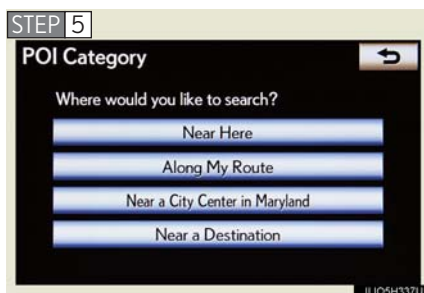 STEP 5
POI Category
Where would you like to search?
Near Here
Along My Route
Near a City Center in Maryland
Near a Destination